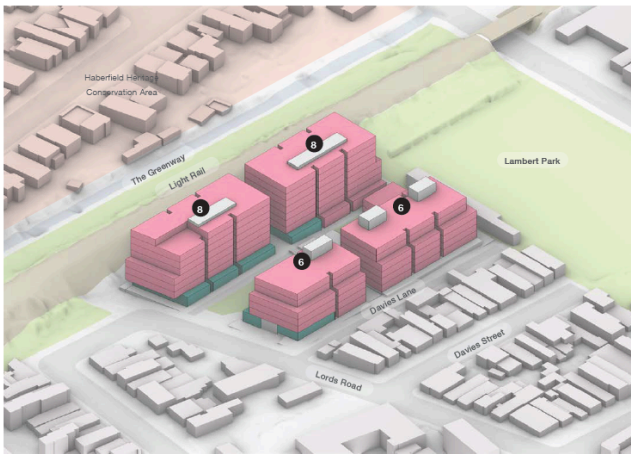 Haberfield Heritage
Conservation Area
The Greenway
Light Rail
8
Lambert Park
8
6
6
Davies Lane
Davies Street
Lords Road